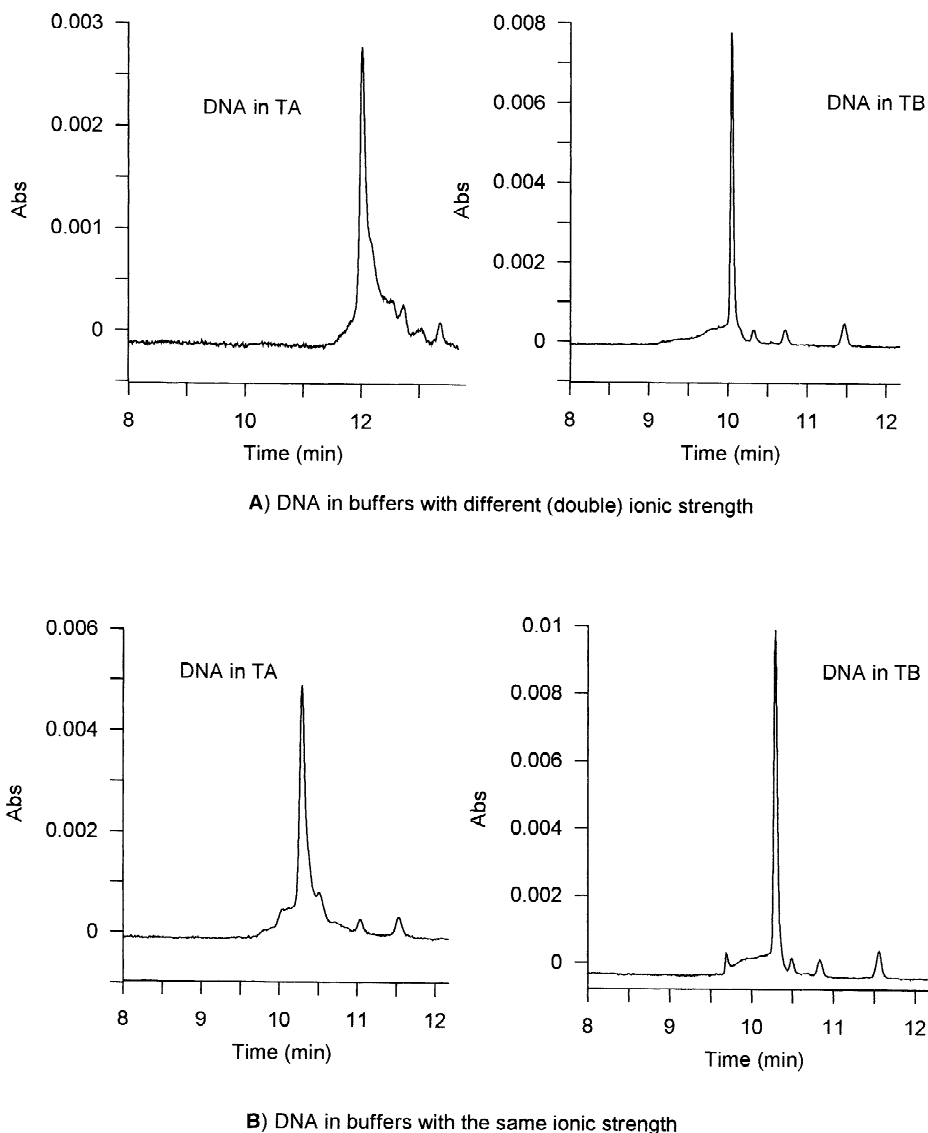 0.003
0.002
0.001
0
Abs
DNA in TA
8 10 12
Time (min)
0.008
0.006
0.004
0.002
0
Abs
DNA in TB
8 9 10 11 12
Time (min)
A) DNA in buffers with different (double) ionic strength
0.006
0.004
0.002
0
Abs
DNA in TA
8 9 10 11 12
Time (min)
0.01
0.008
0.006
0.004
0.002
0
Abs
DNA in TB
8 9 10 11 12
Time (min)
B) DNA in buffers with the same ionic strength